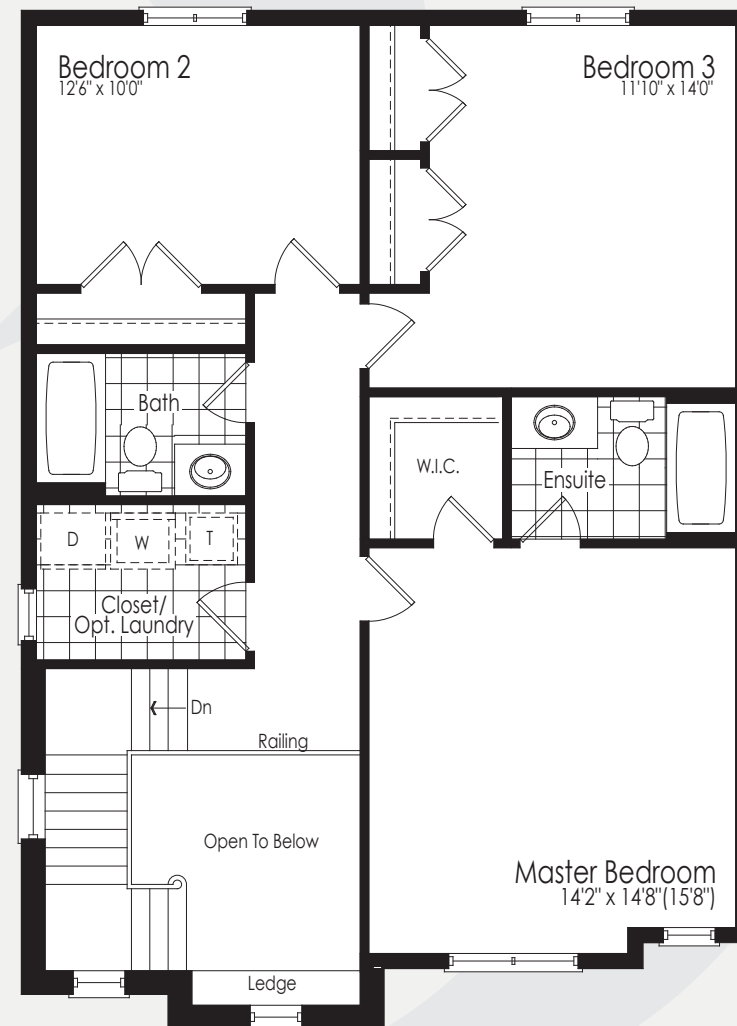 Bedroom 2
12'6" x 10'0"
Bedroom 3
11'10" x 14'0"
Bath
W.I.C.
Ensuite
D
W
T
Closet/
Opt. Laundry
Dn
Railing
Open To Below
Master Bedroom
14'2" x 14'8"(15'8")
Ledge